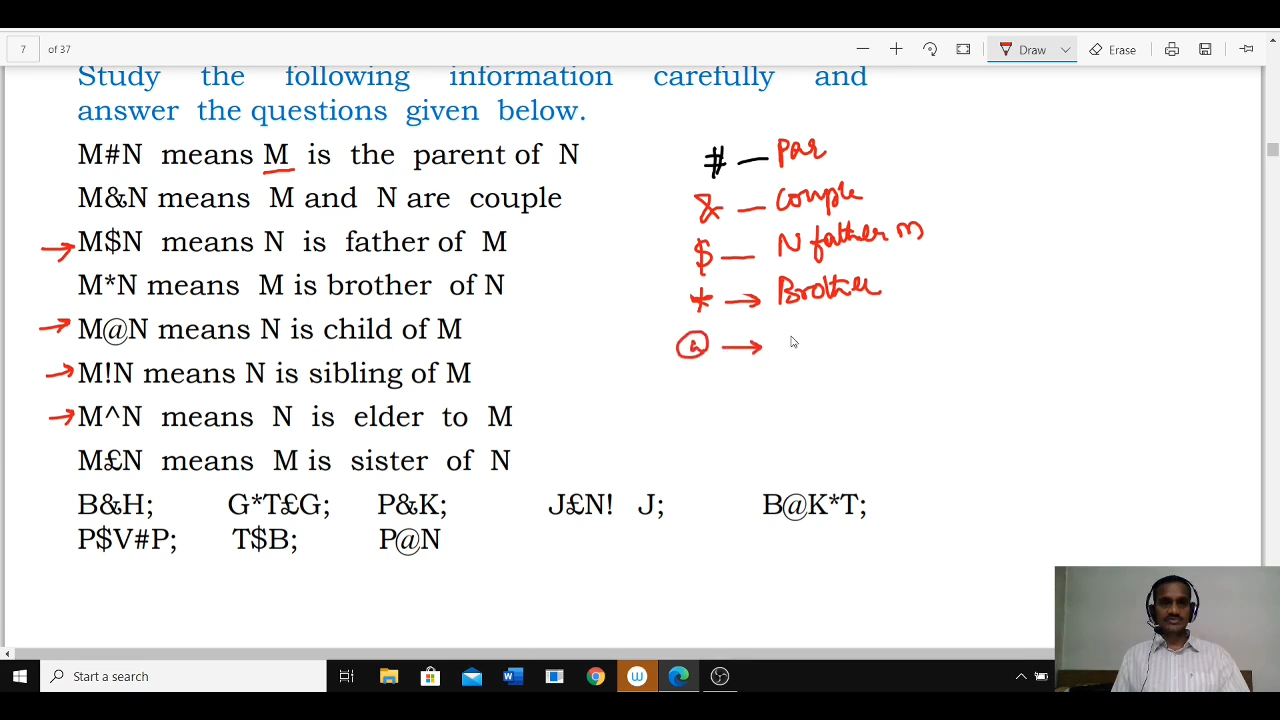 7 of 37 Draw Erase
Study the following information carefully and
answer the questions given below.
M#N means M is the parent of N
M&N means M and N are couple
M$N means N is father of M
M*N means M is brother of N
M@N means N is child of M
M!N means N is sibling of M
M^N means N is elder to M
M£N means M is sister of N
B&H; G*T£G; P&K; J£N! J; B@K*T;
P$V#P; T$B; P@N
# — Par
& — Couple
$ — N father m
* → Brother
@ →
Start a search